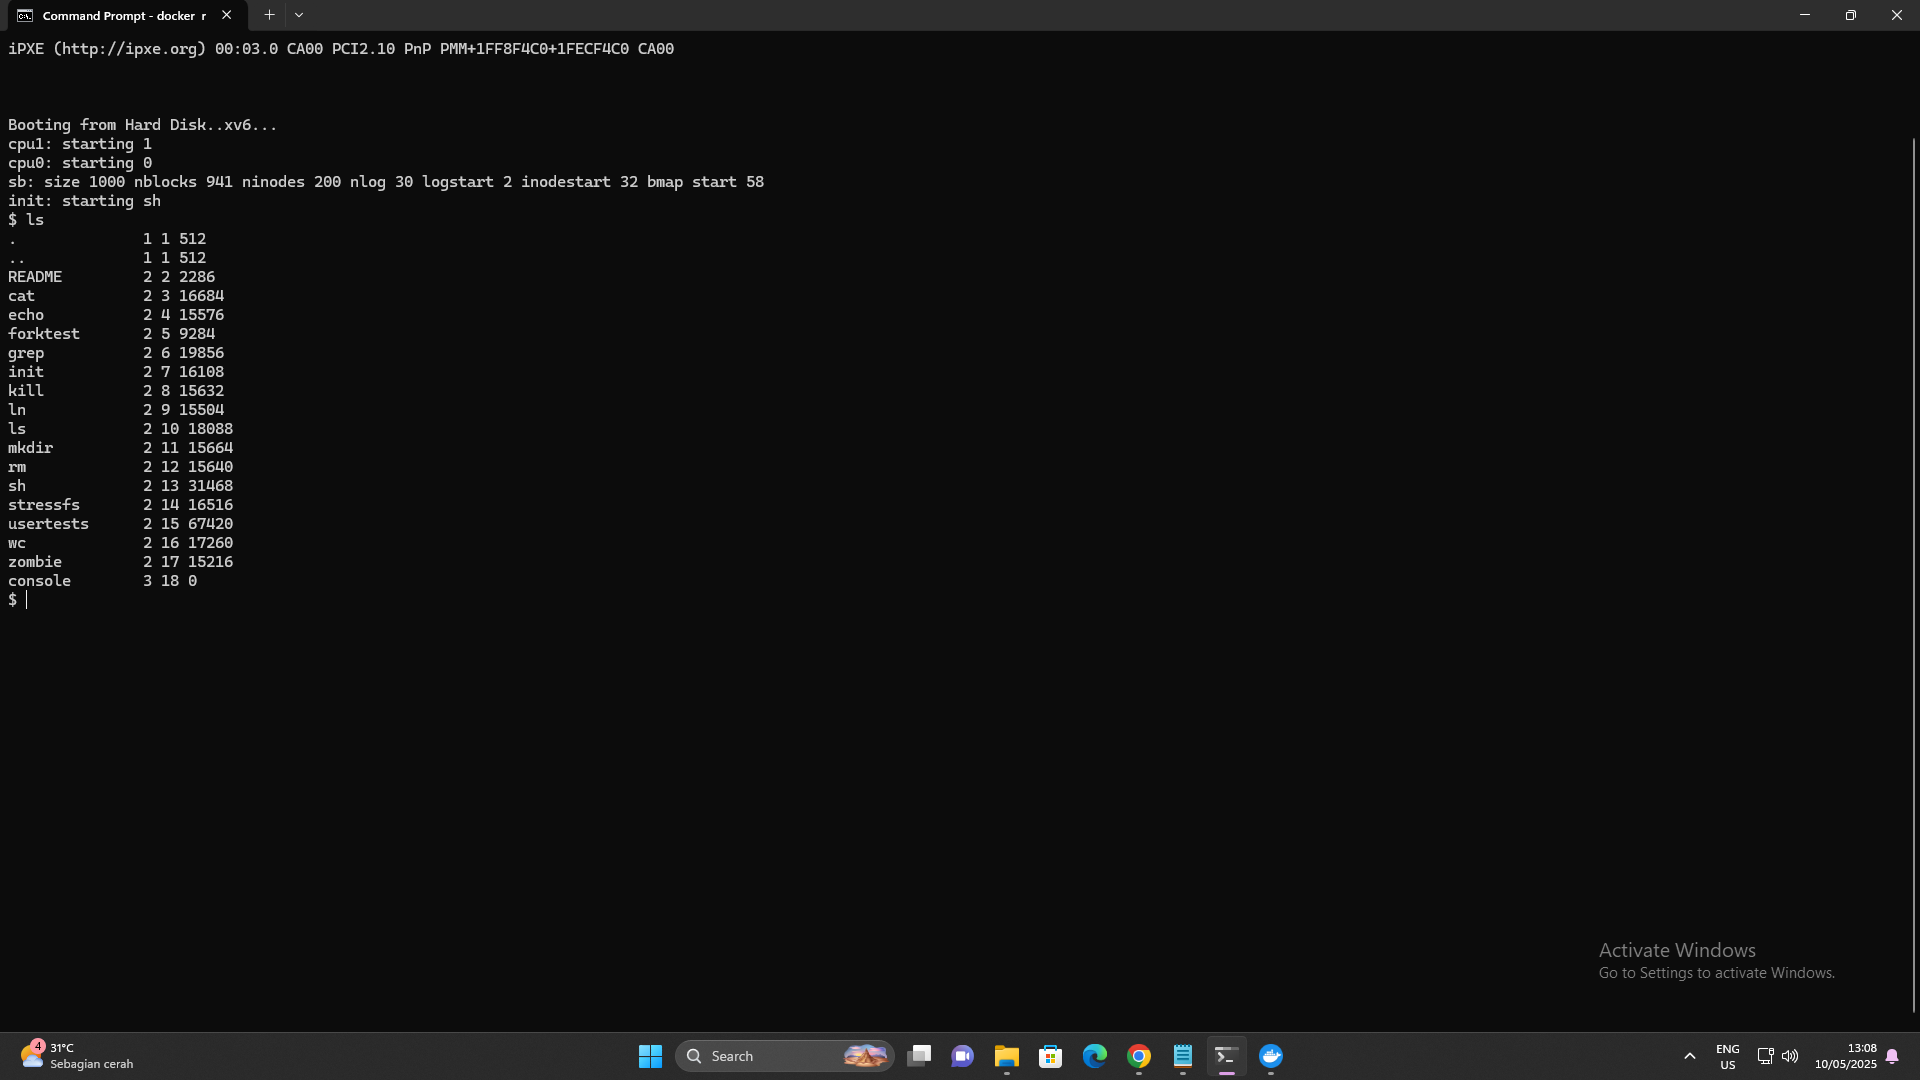 Command Prompt - docker r
iPXE (http://ipxe.org) 00:03.0 CA00 PCI2.10 PnP PMM+1FF8F4C0+1FECF4C0 CA00
Booting from Hard Disk..xv6...
cpu1: starting 1
cpu0: starting 0
sb: size 1000 nblocks 941 ninodes 200 nlog 30 logstart 2 inodestart 32 bmap start 58
init: starting sh
$ ls
. 1 1 512
.. 1 1 512
README 2 2 2286
cat 2 3 16684
echo 2 4 15576
forktest 2 5 9284
grep 2 6 19856
init 2 7 16108
kill 2 8 15632
ln 2 9 15504
ls 2 10 18088
mkdir 2 11 15664
rm 2 12 15640
sh 2 13 31468
stressfs 2 14 16516
usertests 2 15 67420
wc 2 16 17260
zombie 2 17 15216
console 3 18 0
$
Activate Windows
Go to Settings to activate Windows.
4
31°C
Sebagian cerah
Search
ENG
US
13:08
10/05/2025